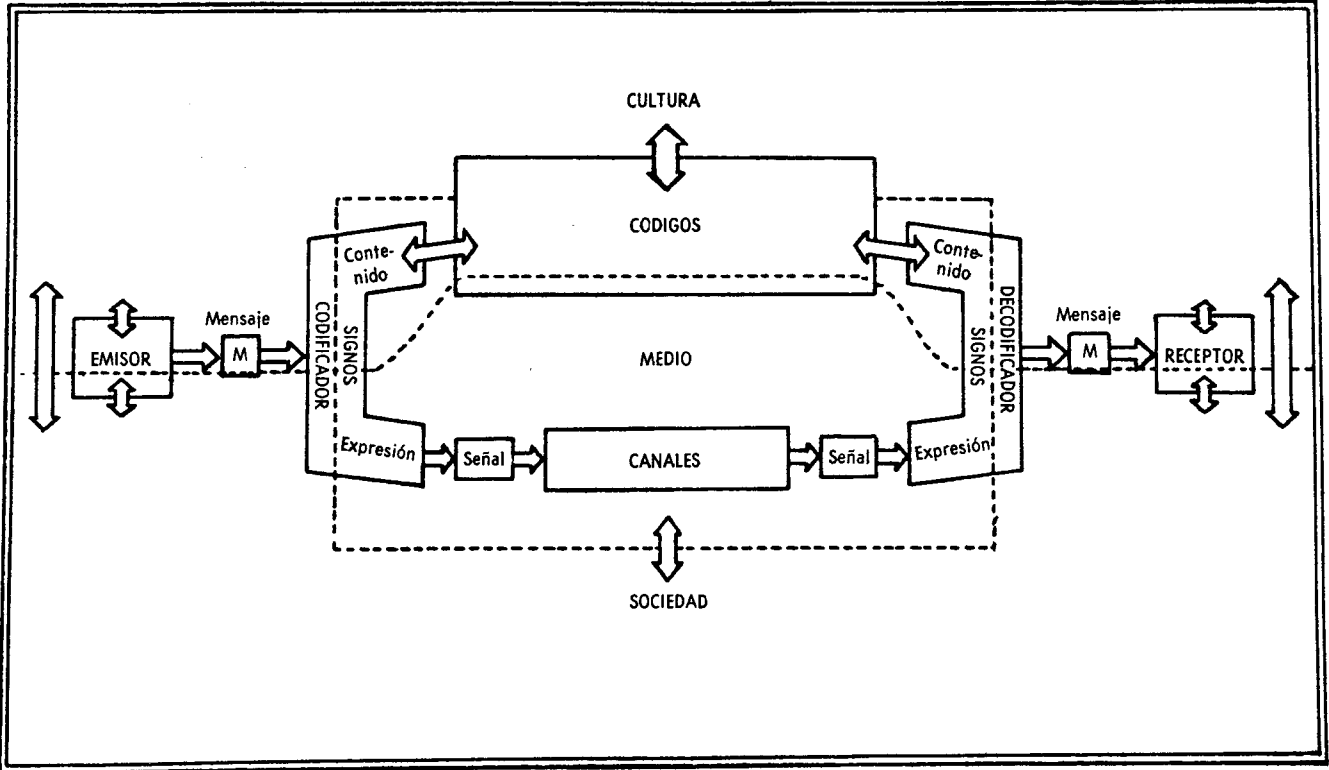 CULTURA
CODIGOS
Conte-
nido
Conte-
nido
CODIFICADOR
SIGNOS
SIGNOS
DECODIFICADOR
Mensaje
Mensaje
EMISOR
M
MEDIO
M
RECEPTOR
Expresión
Señal
CANALES
Señal
Expresión
SOCIEDAD